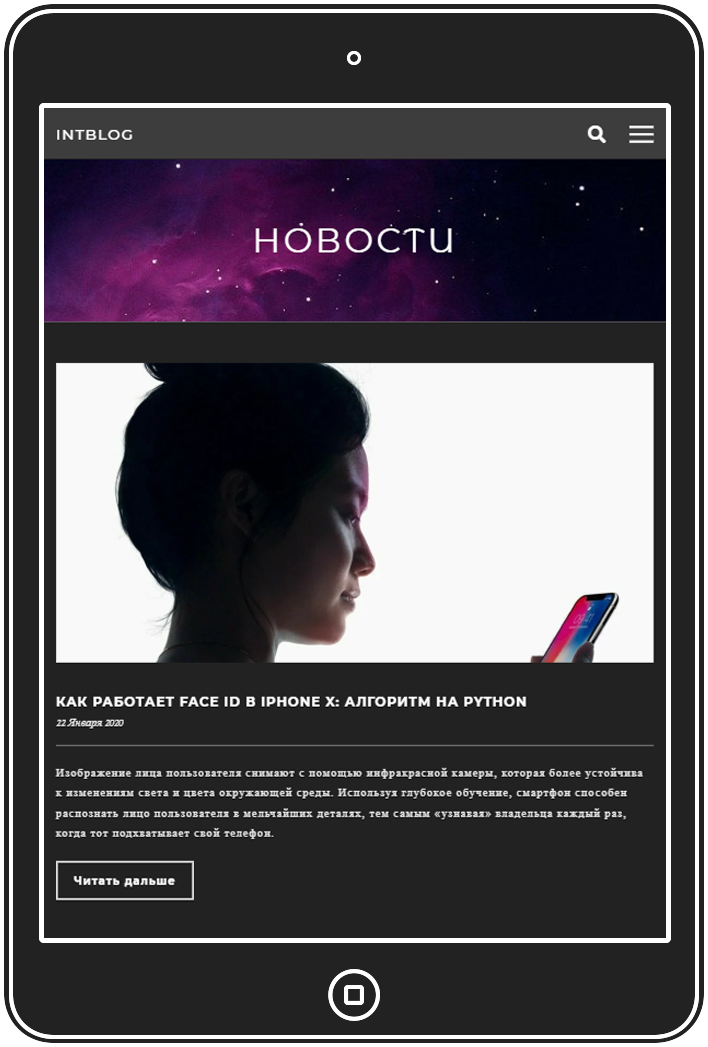 INTBLOG
НОВОСТИ
КАК РАБОТАЕТ FACE ID В IPHONE X: АЛГОРИТМ НА PYTHON
22 Января 2020
Изображение лица пользователя снимают с помощью инфракрасной камеры, которая более устойчива
к изменениям света и цвета окружающей среды. Используя глубокое обучение, смартфон способен
распознать лицо пользователя в мельчайших деталях, тем самым «узнавая» владельца каждый раз,
когда тот подхватывает свой телефон.
Читать дальше